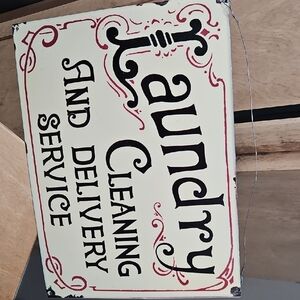 Laundry
CLEANING
AND DELIVERY
SERVICE